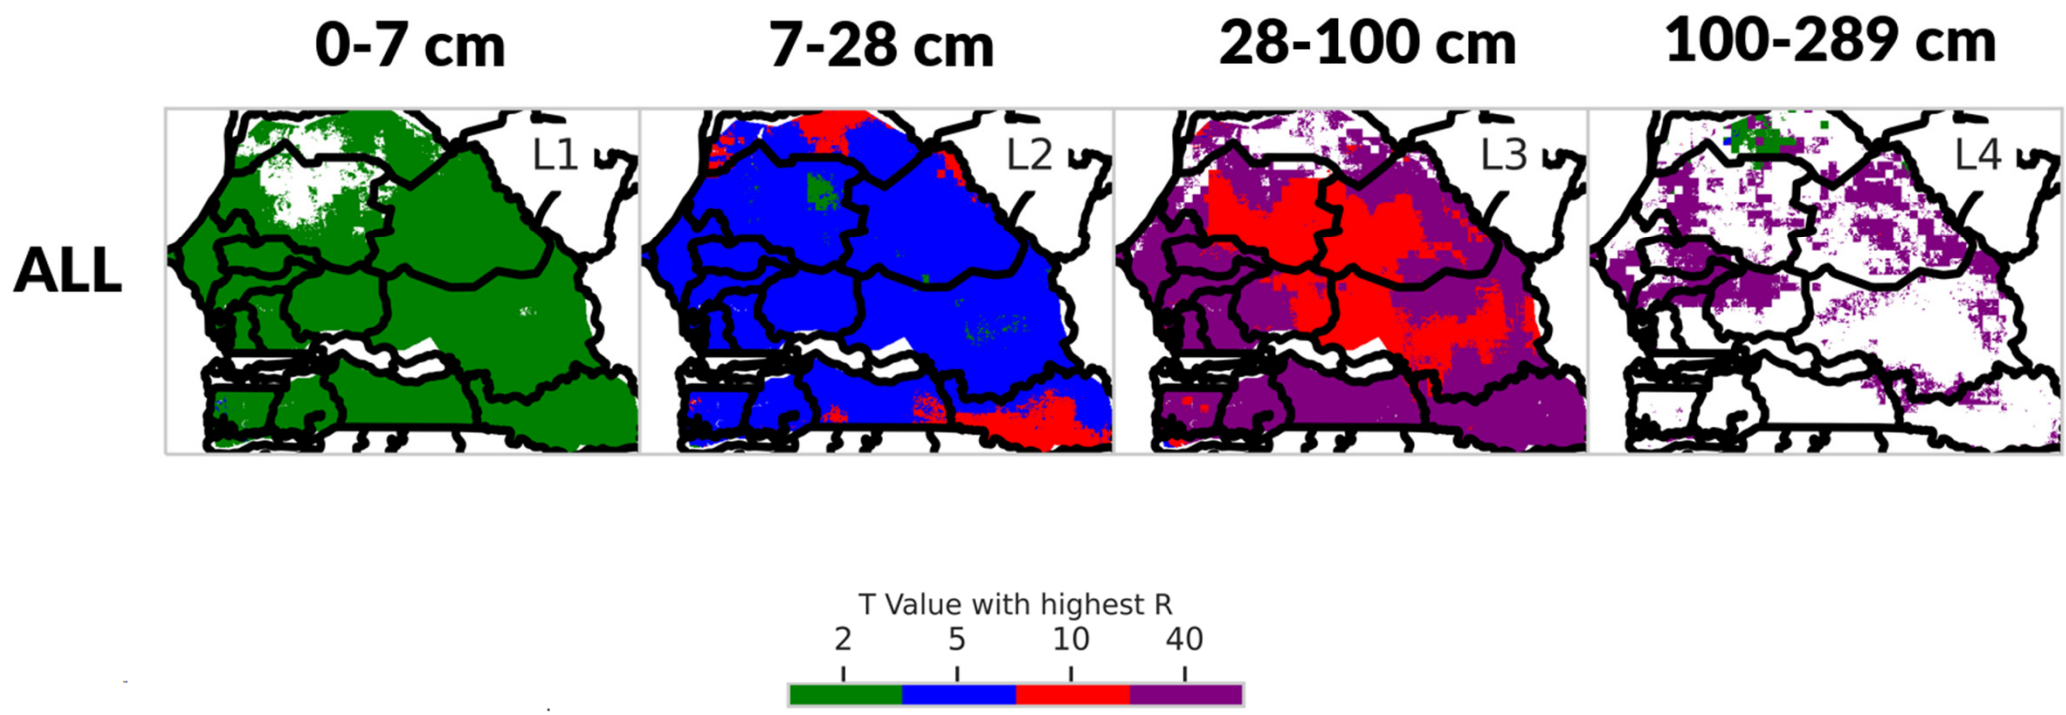 0-7 cm 7-28 cm 28-100 cm 100-289 cm
L1 L2 L3 L4
ALL
T Value with highest R
2 5 10 40